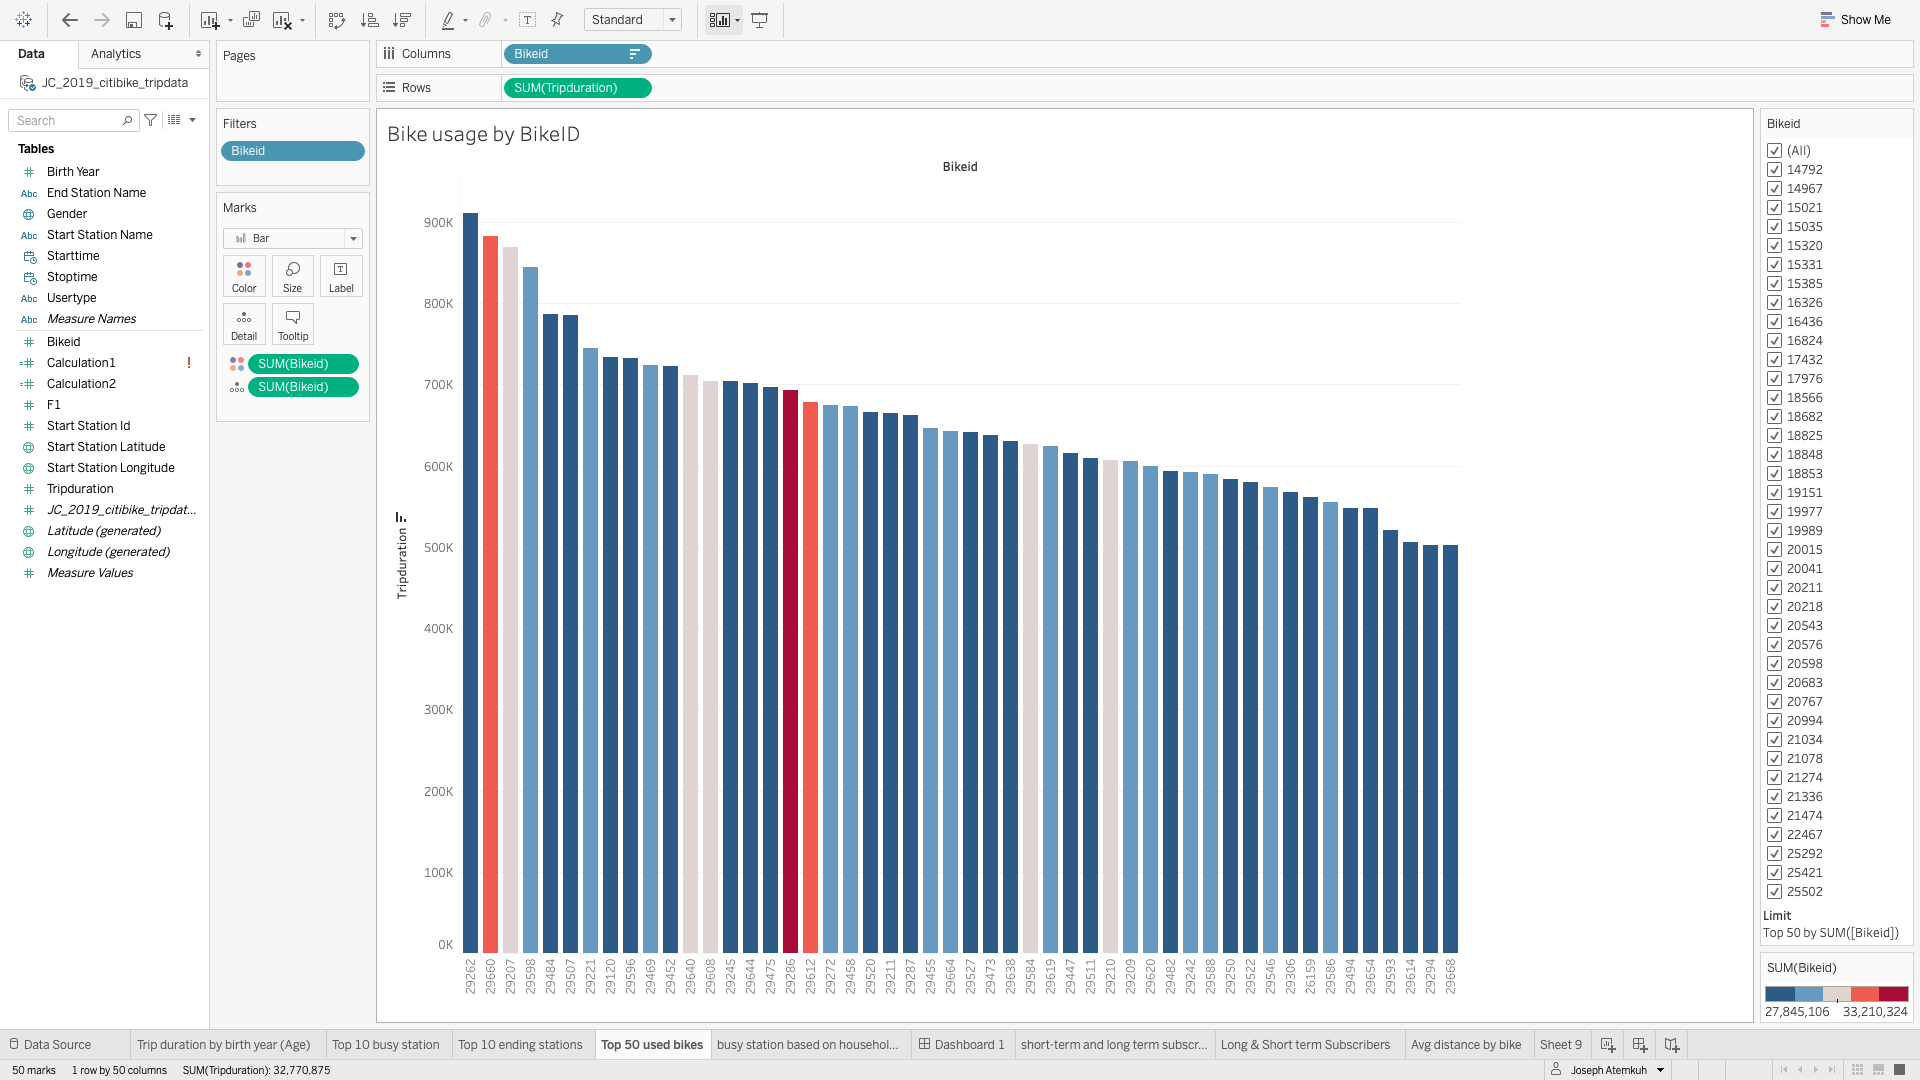 Standard
Show Me
Data
Analytics
JC_2019_citibike_tripdata
Search
Tables
Birth Year
Abc End Station Name
Gender
Abc Start Station Name
Starttime
Stoptime
Abc Usertype
Abc Measure Names
Bikeid
Calculation1 !
Calculation2
F1
Start Station Id
Start Station Latitude
Start Station Longitude
Tripduration
JC_2019_citibike_tripdat...
Latitude (generated)
Longitude (generated)
Measure Values
Pages
Filters
Bikeid
Marks
Bar
Color Size Label
Detail Tooltip
SUM(Bikeid)
SUM(Bikeid)
Columns Bikeid
Rows SUM(Tripduration)
Bike usage by BikeID
Bikeid
900K
800K
700K
600K
500K
400K
300K
200K
100K
0K
Tripduration
29262
29660
29207
29598
29484
29507
29221
29120
29596
29469
29452
29640
29608
29245
29644
29475
29286
29612
29272
29458
29520
29211
29287
29455
29664
29527
29473
29638
29584
29619
29447
29511
29210
29209
29620
29482
29242
29588
29250
29522
29546
29306
26159
29586
29494
29654
29593
29614
29294
29668
Bikeid
(All)
14792
14967
15021
15035
15320
15331
15385
16326
16436
16824
17432
17976
18566
18682
18825
18848
18853
19151
19977
19989
20015
20041
20211
20218
20543
20576
20598
20683
20767
20994
21034
21078
21274
21336
21474
22467
25292
25421
25502
Limit
Top 50 by SUM([Bikeid])
SUM(Bikeid)
27,845,106 33,210,324
Data Source
Trip duration by birth year (Age)
Top 10 busy station
Top 10 ending stations
Top 50 used bikes
busy station based on househol...
Dashboard 1
short-term and long term subscr...
Long & Short term Subscribers
Avg distance by bike
Sheet 9
50 marks 1 row by 50 columns SUM(Tripduration): 32,770,875
Joseph Atemkuh